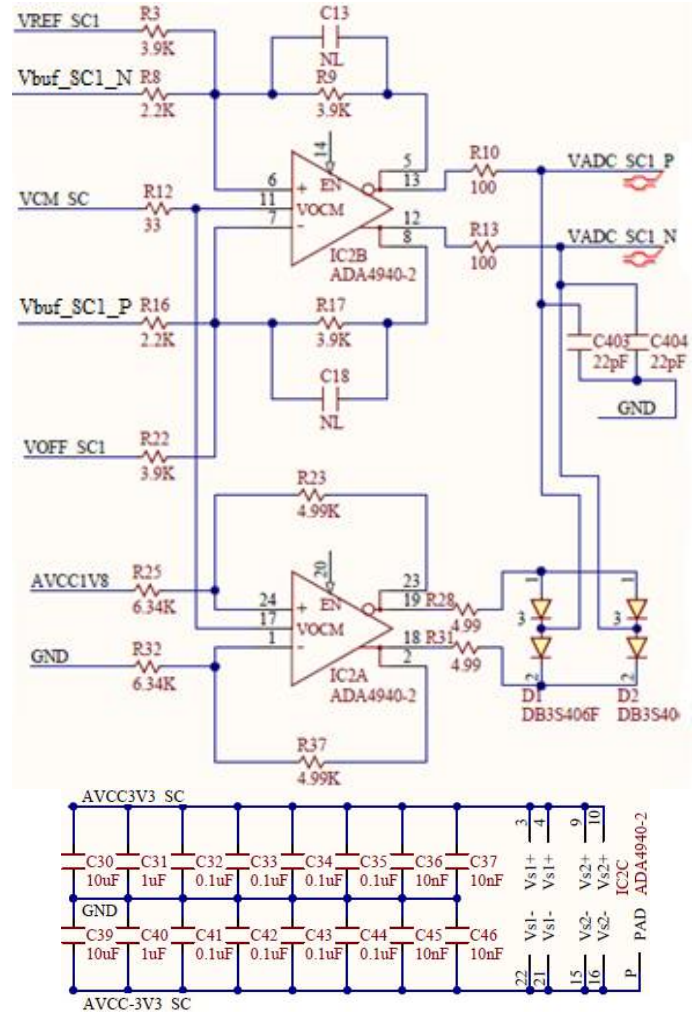 VREF_SC1
R3
3.9K
C13
NL
Vbuf_SC1_N
R8
2.2K
R9
3.9K
VCM_SC
R12
33
14
EN
6
+
11
VOCM
7
-
5
13
12
8
IC2B
ADA4940-2
R10
100
R13
100
VADC_SC1_P
VADC_SC1_N
Vbuf_SC1_P
R16
2.2K
R17
3.9K
C18
NL
C403
22pF
C404
22pF
GND
VOFF_SC1
R22
3.9K
R23
4.99K
AVCC1V8
R25
6.34K
GND
R32
6.34K
20
EN
24
+
17
VOCM
1
-
23
19
18
2
IC2A
ADA4940-2
R28
4.99
R31
4.99
R37
4.99K
1
3
2
D1
DB3S406F
1
3
2
D2
DB3S40
AVCC3V3_SC
C30
10uF
C31
1uF
C32
0.1uF
C33
0.1uF
C34
0.1uF
C35
0.1uF
C36
10nF
C37
10nF
GND
C39
10uF
C40
1uF
C41
0.1uF
C42
0.1uF
C43
0.1uF
C44
0.1uF
C45
10nF
C46
10nF
AVCC-3V3_SC
3
4
9
10
Vs1+
Vs1+
Vs2+
Vs2+
Vs1-
Vs1-
Vs2-
Vs2-
22
21
15
16
P
PAD
IC2C
ADA4940-2